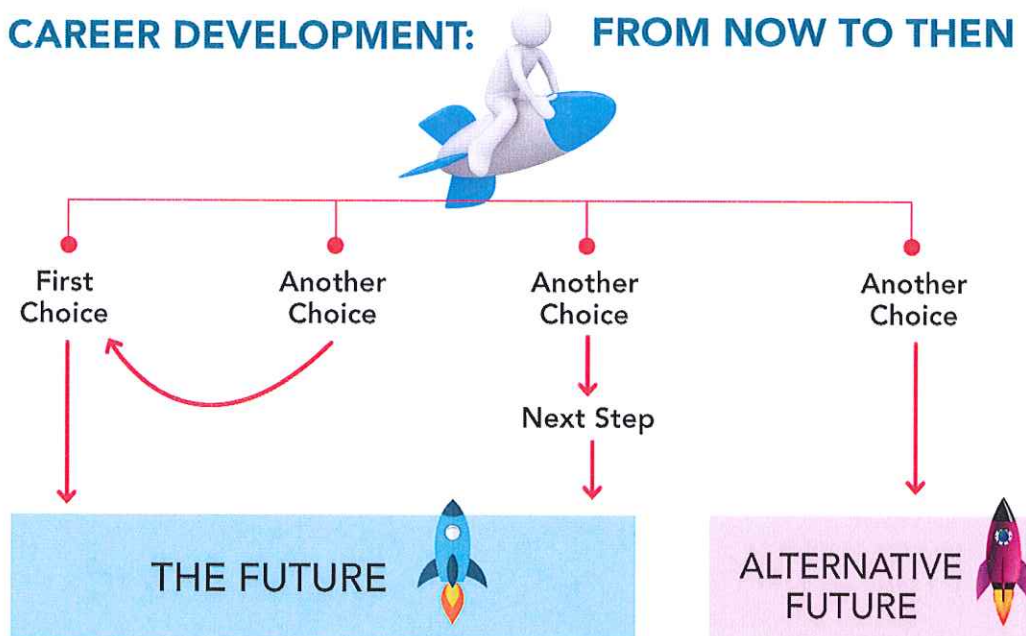 CAREER DEVELOPMENT: FROM NOW TO THEN
First
Choice
Another
Choice
Another
Choice
Another
Choice
Next Step
THE FUTURE
ALTERNATIVE
FUTURE